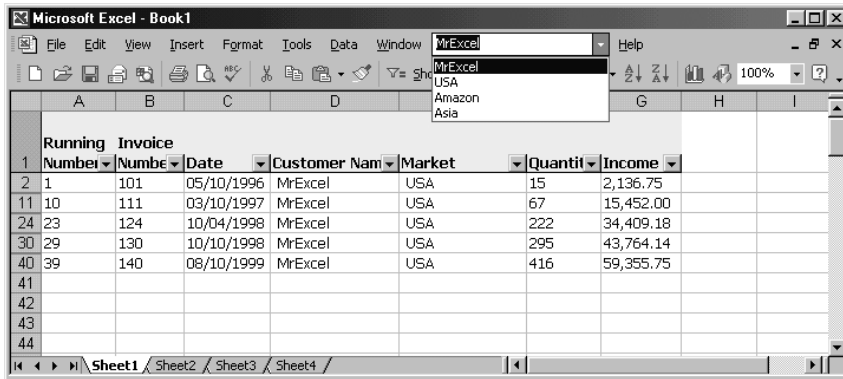 Microsoft Excel - Book1
File Edit View Insert Format Tools Data Window MrExcel Help
100%
MrExcel
USA
Amazon
Asia
A B C D G H I
Running Invoice
1 Number Numbe Date Customer Nam Market Quantit Income
2 1 101 05/10/1996 MrExcel USA 15 2,136.75
11 10 111 03/10/1997 MrExcel USA 67 15,452.00
24 23 124 10/04/1998 MrExcel USA 222 34,409.18
30 29 130 10/10/1998 MrExcel USA 295 43,764.14
40 39 140 08/10/1999 MrExcel USA 416 59,355.75
41
42
43
44
Sheet1 Sheet2 Sheet3 Sheet4